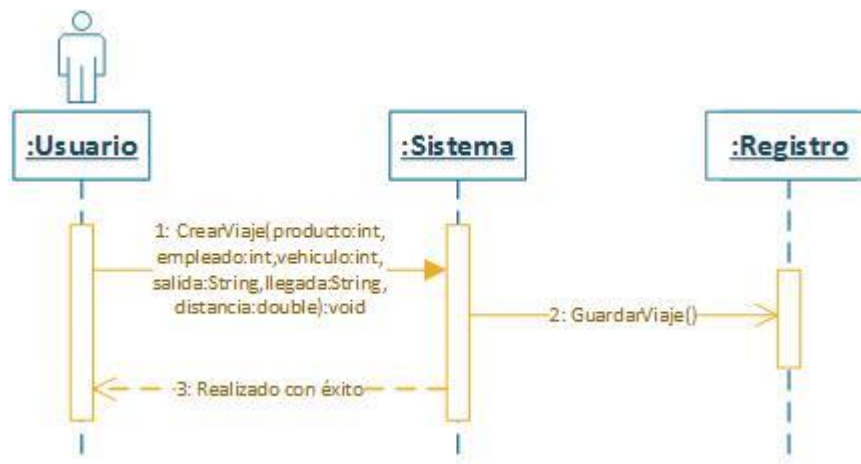 :Usuario
:Sistema
:Registro
1: CrearViaje(producto:int,
empleado:int,vehiculo:int,
salida:String,llegada:String,
distancia:double):void
2: GuardarViaje()
3: Realizado con éxito